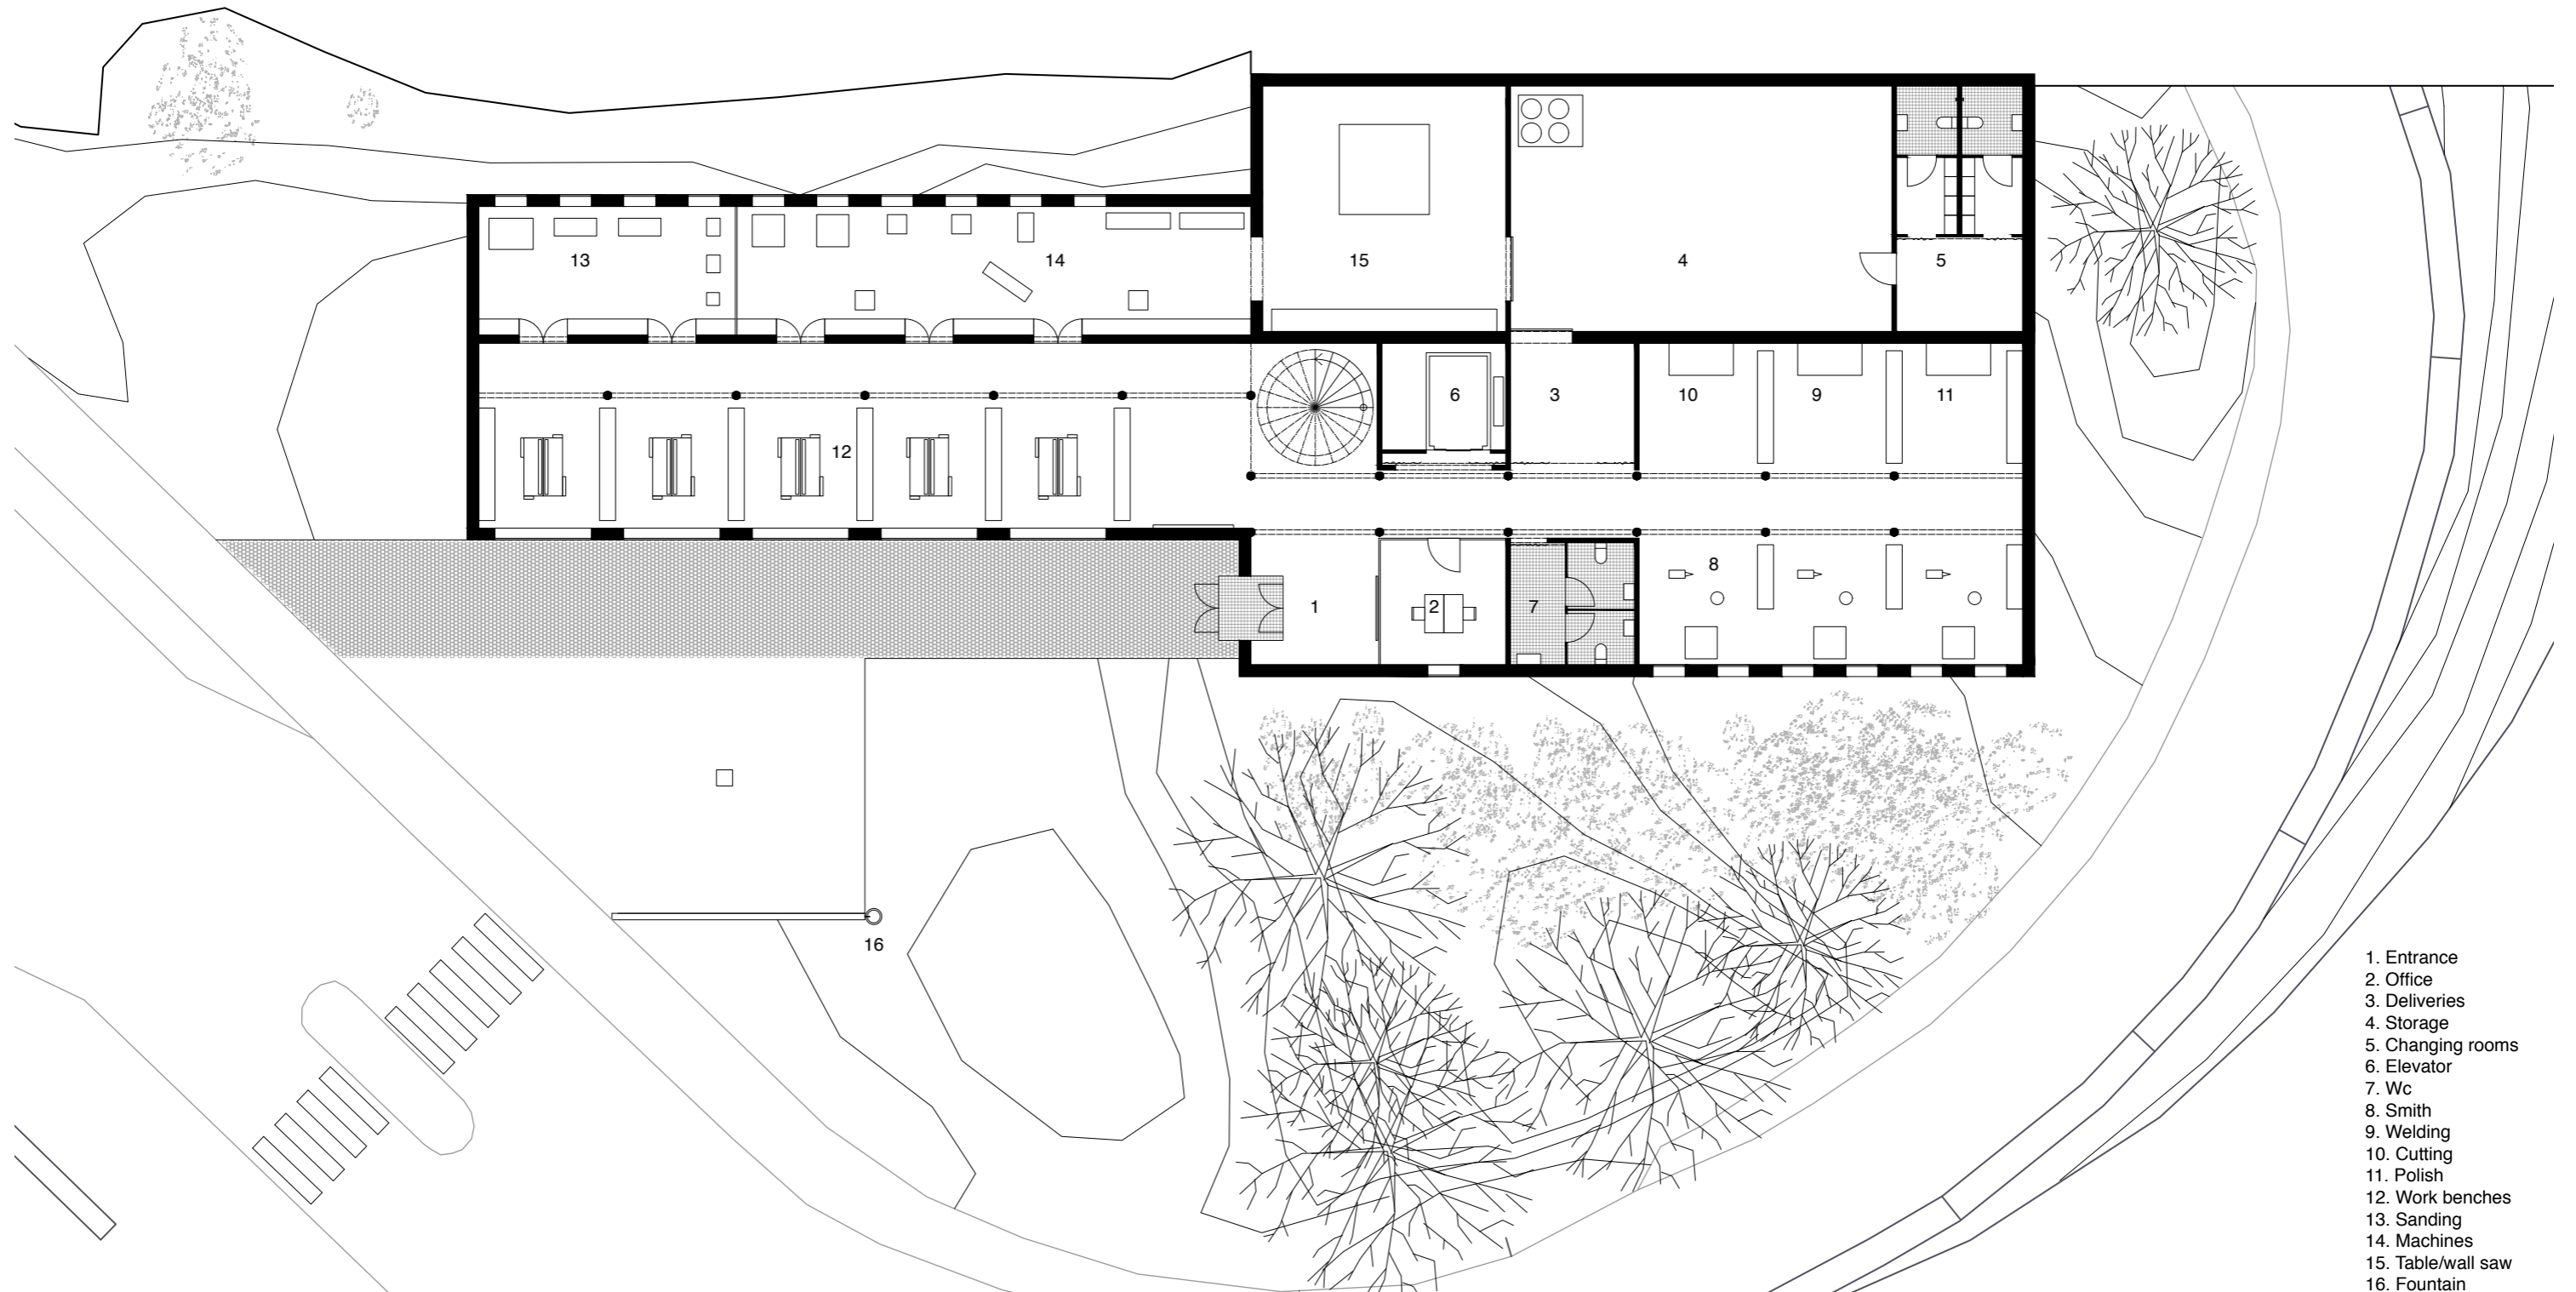 13
14
15
4
5
12
6
3
10
9
11
1
2
7
8
16
1. Entrance
2. Office
3. Deliveries
4. Storage
5. Changing rooms
6. Elevator
7. Wc
8. Smith
9. Welding
10. Cutting
11. Polish
12. Work benches
13. Sanding
14. Machines
15. Table/wall saw
16. Fountain